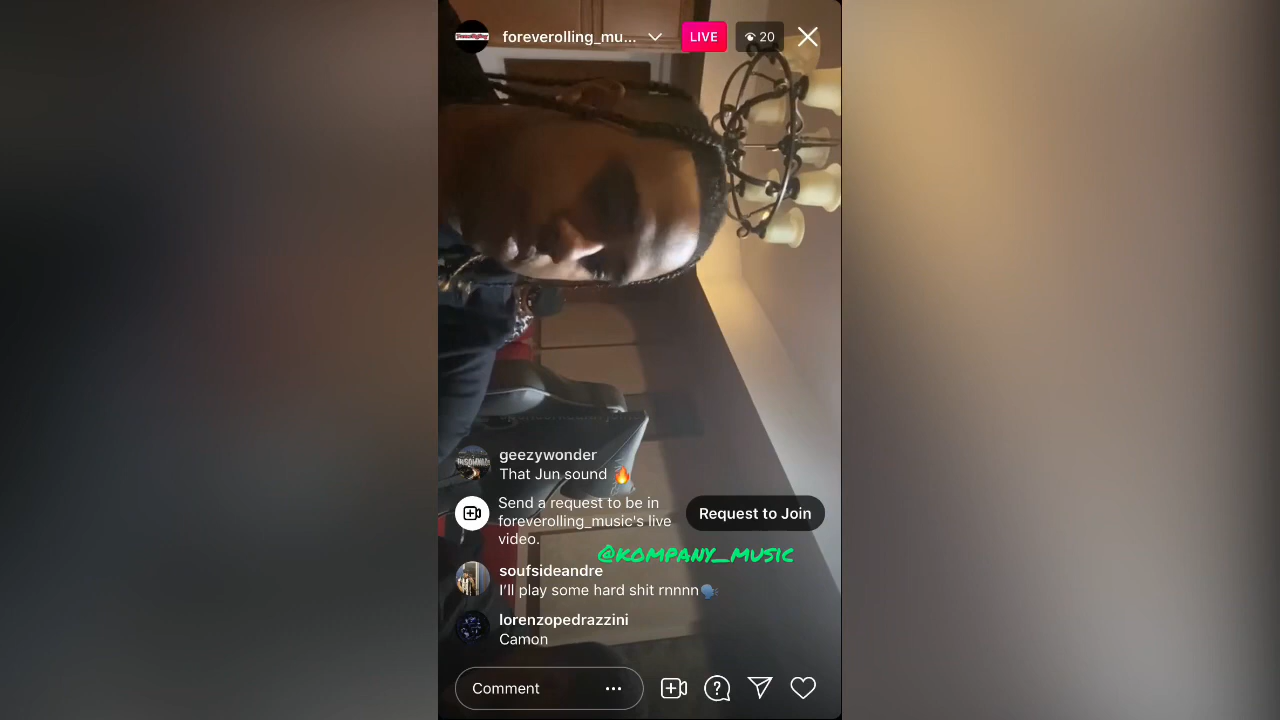 foreverolling_mu...
LIVE
20
geezywonder
That Jun sound 🔥
Send a request to be in
foreverolling_music's live
video.
Request to Join
@KOMPANY_MUSIC
soufsideandre
I'll play some hard shit rnnnn🗣️
lorenzopedrazzini
Camon
Comment